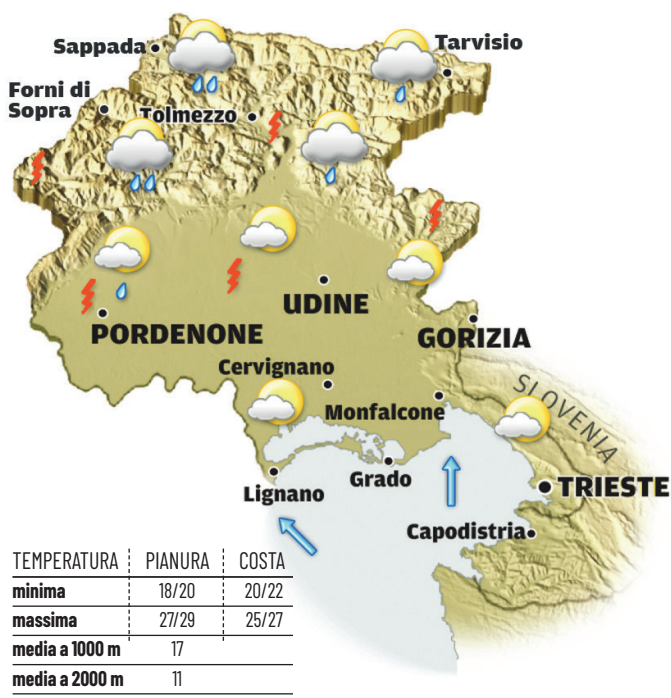 Sappada
Tarvisio
Forni di
Sopra
Tolmezzo
UDINE
PORDENONE
GORIZIA
Cervignano
SLOVENIA
Monfalcone
Grado
Lignano
TRIESTE
Capodistria
TEMPERATURA PIANURA COSTA
minima 18/20 20/22
massima 27/29 25/27
media a 1000 m 17
media a 2000 m 11